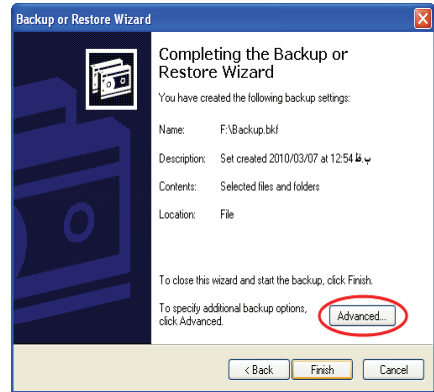 Backup or Restore Wizard
Completing the Backup or
Restore Wizard
You have created the following backup settings:
Name: F:\Backup.bkf
Description: Set created 2010/03/07 at 12:54 ب.ظ
Contents: Selected files and folders
Location: File
To close this wizard and start the backup, click Finish.
To specify additional backup options,
click Advanced.
Advanced...
< Back Finish Cancel